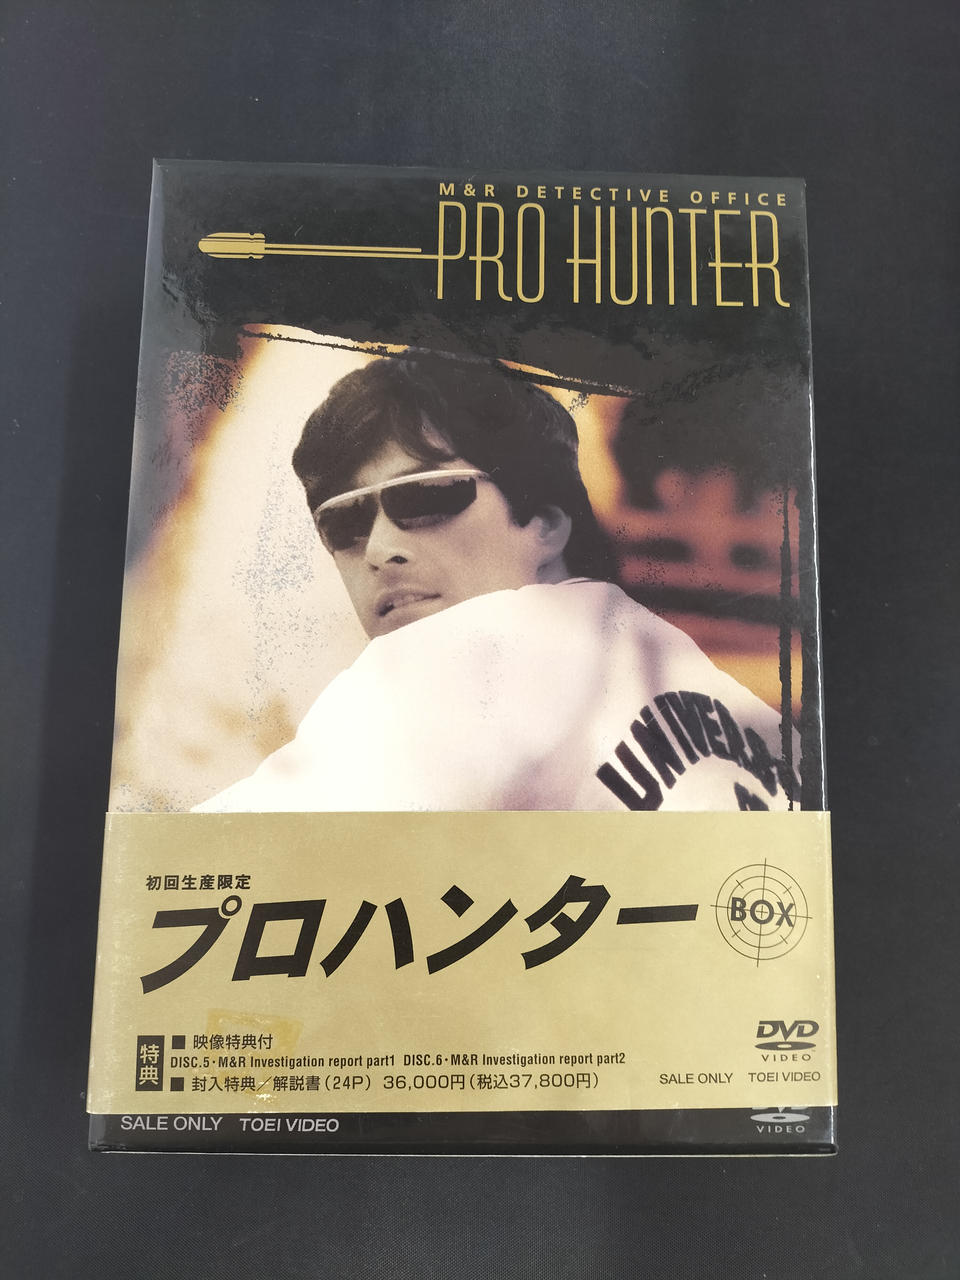 M&R DETECTIVE OFFICE
PRO HUNTER
初回生産限定
プロハンター
BOX
特典
■ 映像特典付
DISC.5・M&R Investigation report part1 DISC.6・M&R Investigation report part2
■ 封入特典／解説書(24P) 36,000円(税込37,800円)
DVD
VIDEO
SALE ONLY TOEI VIDEO
SALE ONLY TOEI VIDEO
VIDEO